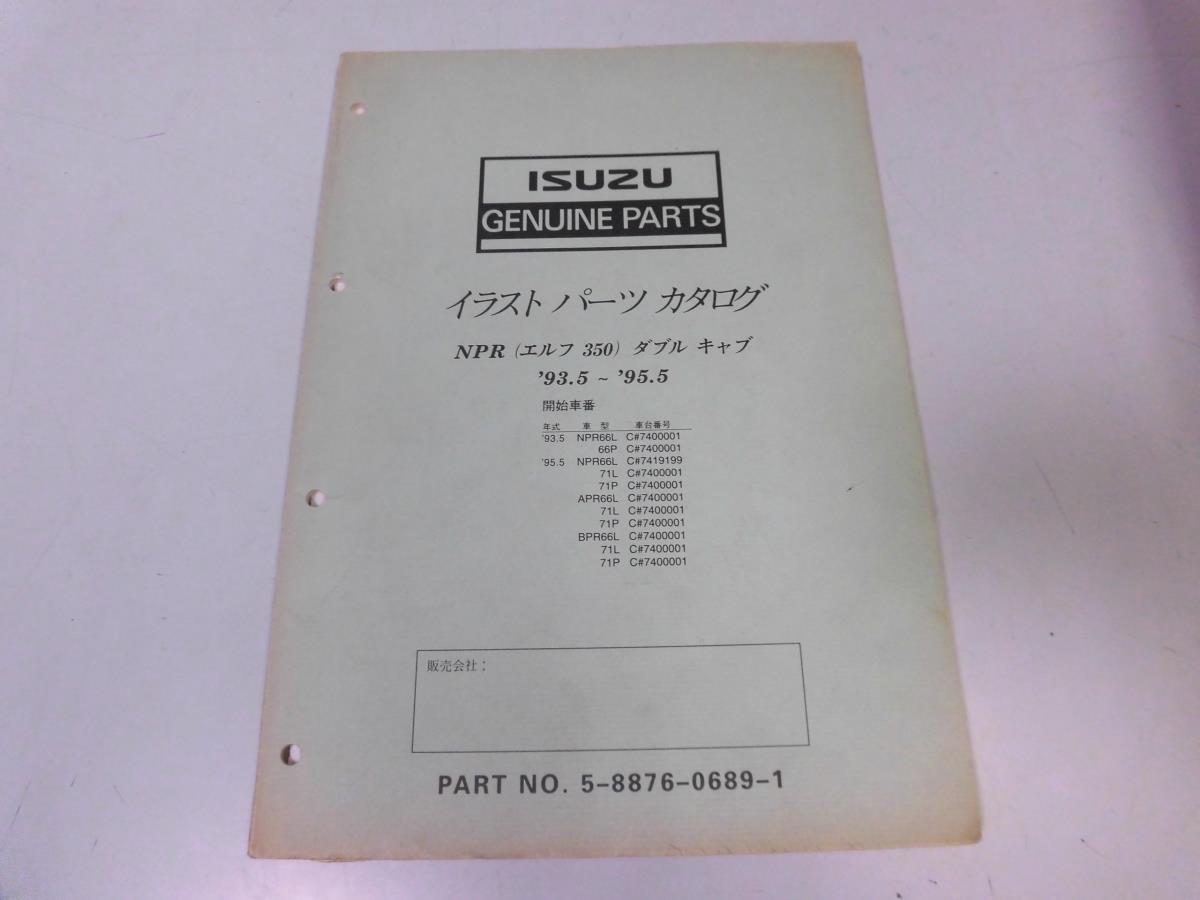 ISUZU
GENUINE PARTS
イラスト パーツ カタログ
NPR (エルフ 350) ダブル キャブ
’93.5 ~ ’95.5
開始車番
年式 車 型 車台番号
’93.5 NPR66L C#7400001
66P C#7400001
’95.5 NPR66L C#7419199
71L C#7400001
71P C#7400001
APR66L C#7400001
71L C#7400001
71P C#7400001
BPR66L C#7400001
71L C#7400001
71P C#7400001
販売会社：
PART NO. 5-8876-0689-1